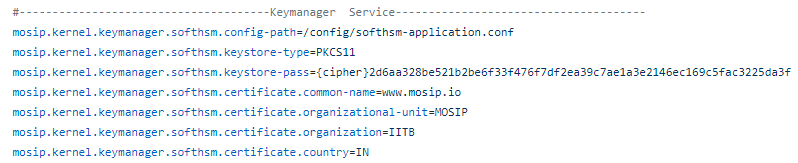 #--------------------------------------Keymanager  Service--------------------------------------
mosip.kernel.keymanager.softhsm.config-path=/config/softhsm-application.conf
mosip.kernel.keymanager.softhsm.keystore-type=PKCS11
mosip.kernel.keymanager.softhsm.keystore-pass={cipher}2d6aa328be521b2be6f33f476f7df2ea39c7ae1a3e2146ec169c5fac3225da3f
mosip.kernel.keymanager.softhsm.certificate.common-name=www.mosip.io
mosip.kernel.keymanager.softhsm.certificate.organizational-unit=MOSIP
mosip.kernel.keymanager.softhsm.certificate.organization=IITB
mosip.kernel.keymanager.softhsm.certificate.country=IN